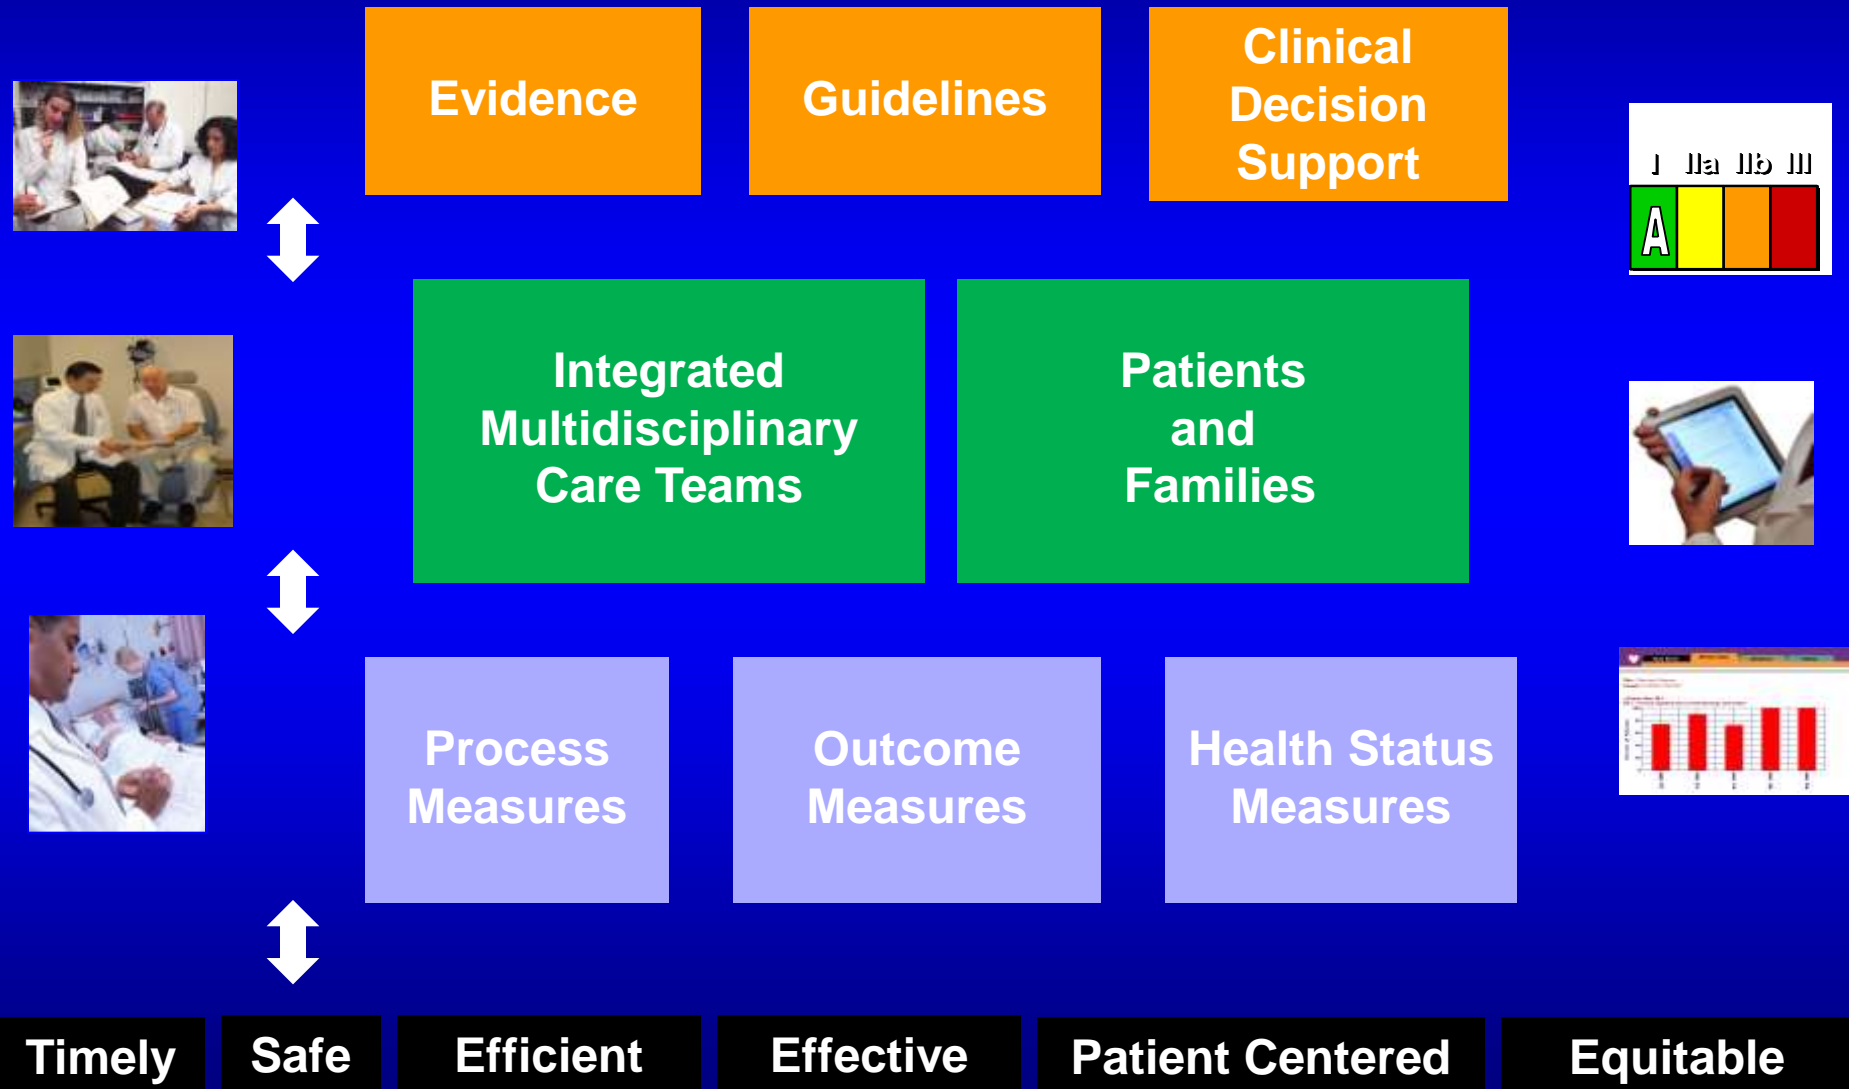 Evidence
Guidelines
Clinical
Decision
Support
I IIa IIb III
A
Integrated
Multidisciplinary
Care Teams
Patients
and
Families
Process
Measures
Outcome
Measures
Health Status
Measures
Timely
Safe
Efficient
Effective
Patient Centered
Equitable